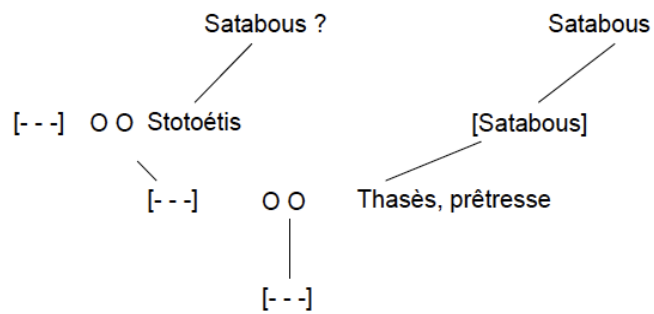 Satabous ? Satabous
[- - -] O O Stotoétis [Satabous]
[- - -] O O Thasès, prêtresse
[- - -]